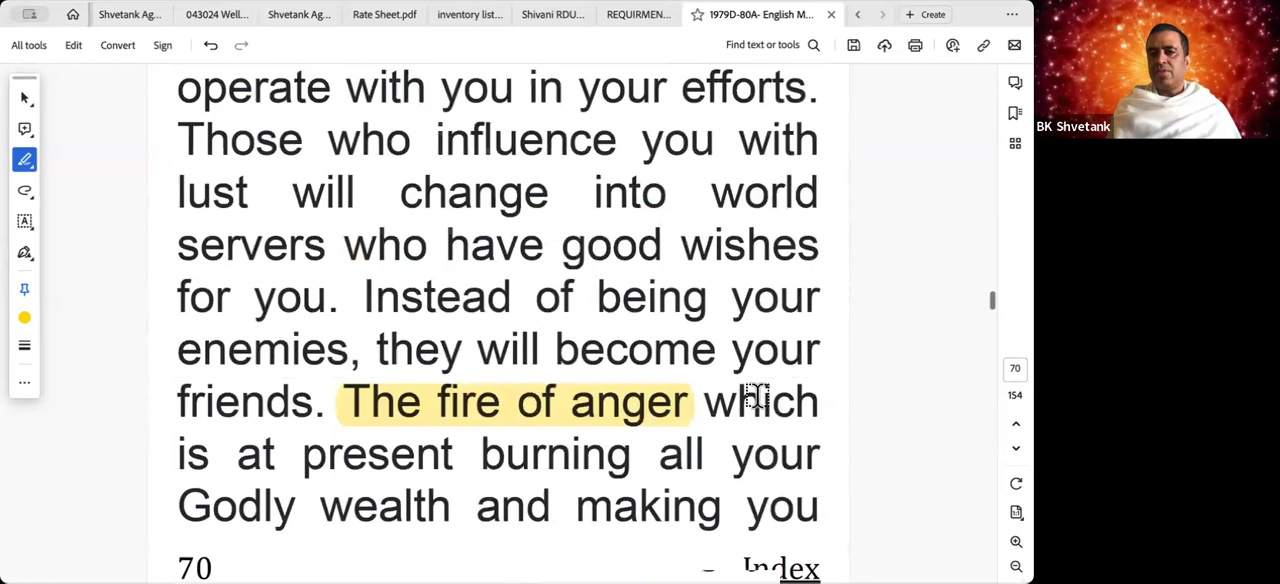 Shvetank Ag...
043024 Well...
Shvetank Ag...
Rate Sheet.pdf
inventory list...
Shivani RDU...
REQUIRMEN...
1979D-80A- English M...
Create
All tools
Edit
Convert
Sign
Find text or tools
BK Shvetank
operate with you in your efforts.
Those who influence you with
lust will change into world
servers who have good wishes
for you. Instead of being your
enemies, they will become your
friends. The fire of anger which
is at present burning all your
Godly wealth and making you
70
Index
70
154